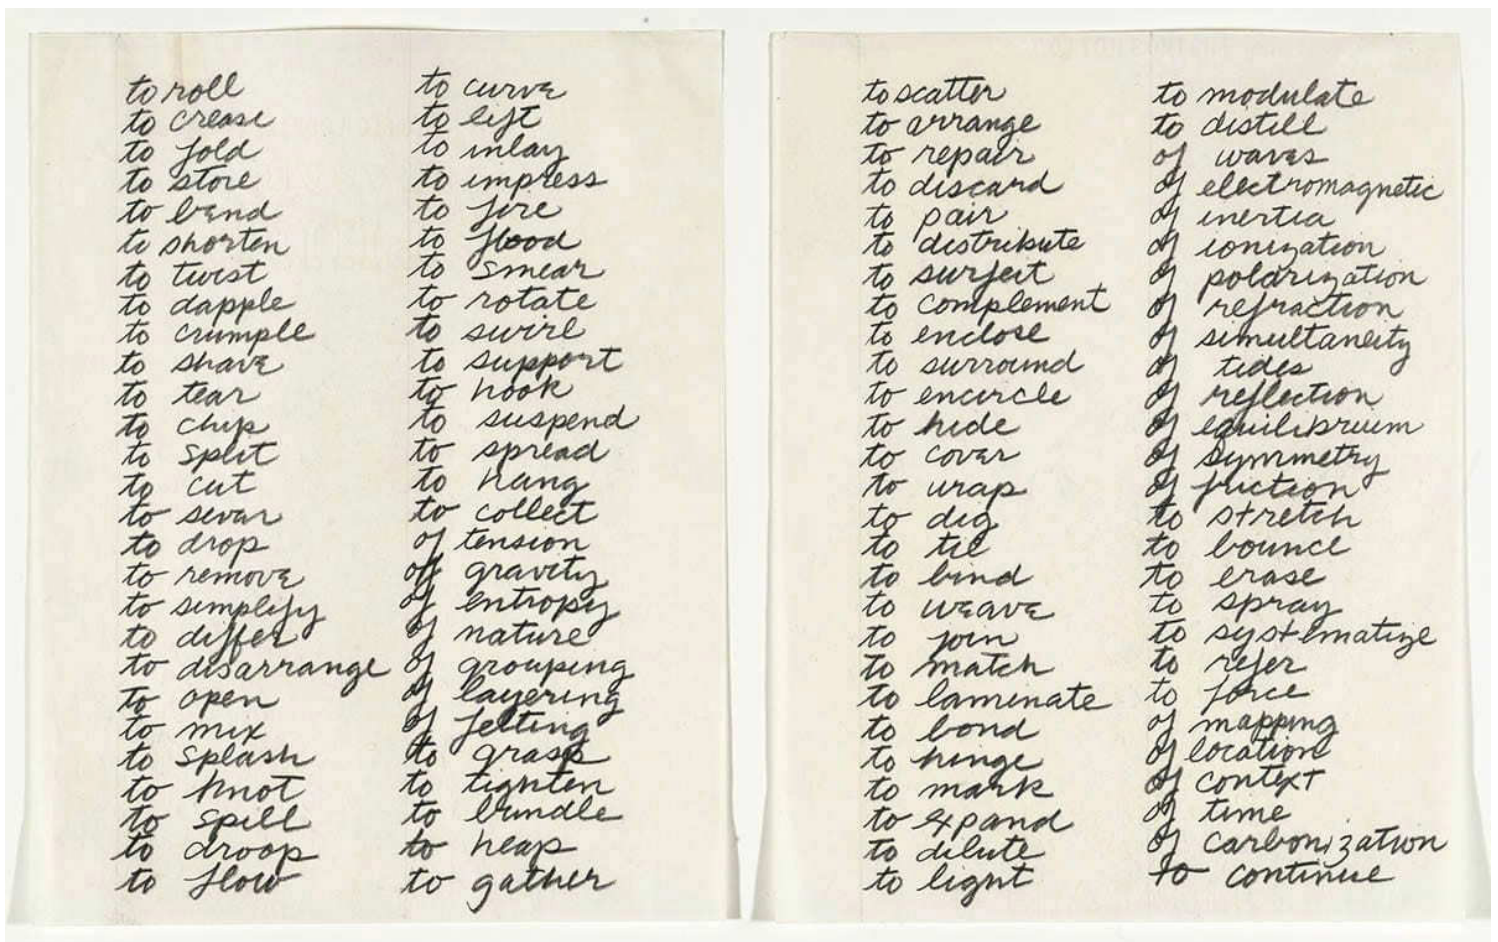 to roll
to crease
to fold
to store
to bend
to shorten
to twist
to dapple
to crumple
to shave
to tear
to chip
to split
to cut
to sever
to drop
to remove
to simplify
to differ
to disarrange
to open
to mix
to splash
to knot
to spill
to droop
to flow
to curve
to lift
to inlay
to impress
to fire
to flood
to smear
to rotate
to swirl
to support
to hook
to suspend
to spread
to hang
to collect
of tension
of gravity
of entropy
of nature
of grouping
of layering
of felting
to grasp
to tighten
to bundle
to heap
to gather
to scatter
to arrange
to repair
to discard
to pair
to distribute
to surfeit
to complement
to enclose
to surround
to encircle
to hide
to cover
to wrap
to dig
to tie
to bind
to weave
to join
to match
to laminate
to bond
to hinge
to mark
to expand
to dilute
to light
to modulate
to distill
of waves
of electromagnetic
of inertia
of ionization
of polarization
of refraction
of simultaneity
of tides
of reflection
of equilibrium
of symmetry
of friction
to stretch
to bounce
to erase
to spray
to systematize
to refer
to force
of mapping
of location
of context
of time
of carbonization
to continue